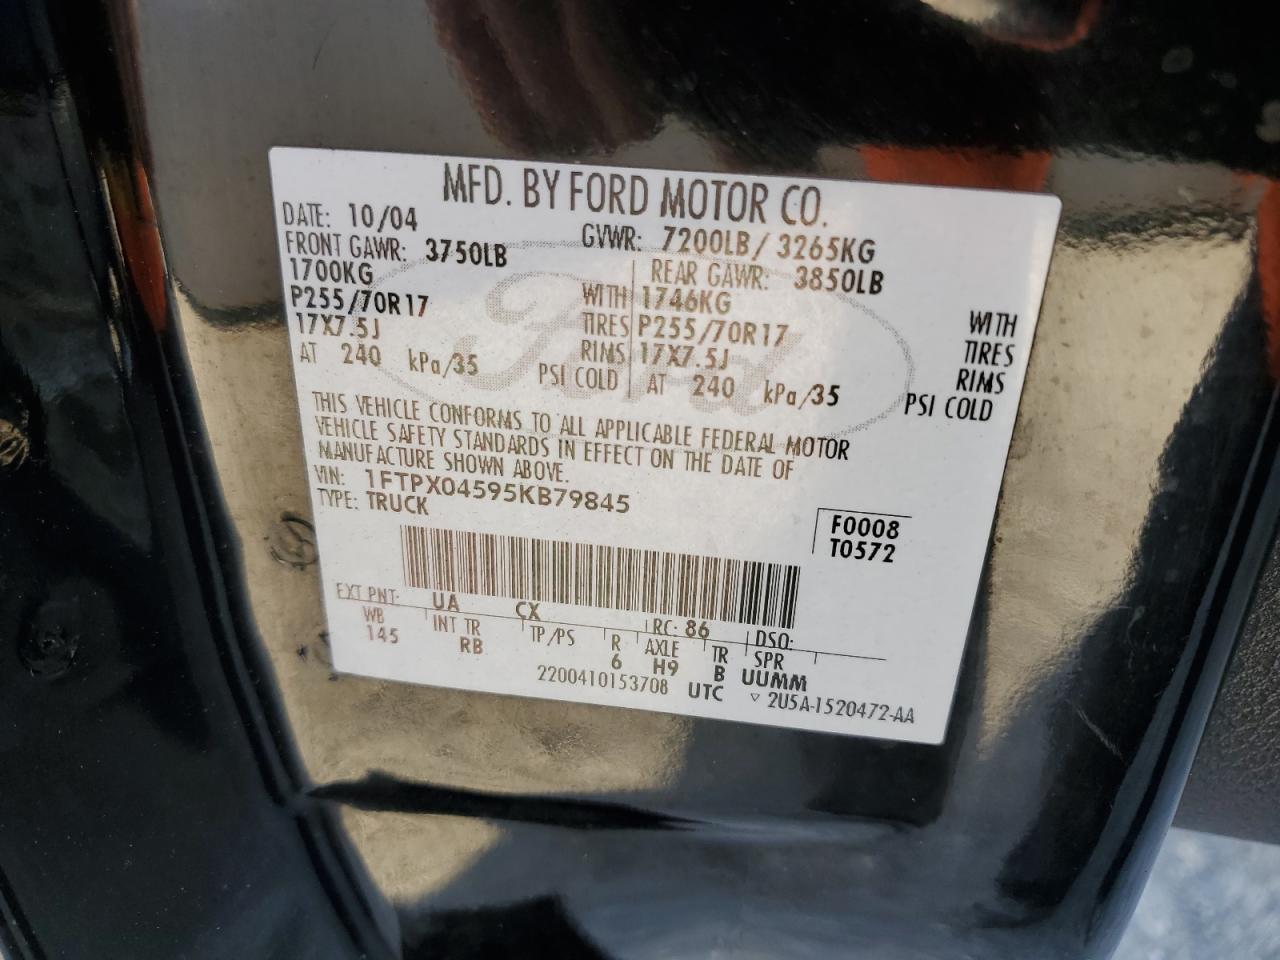 MFD. BY FORD MOTOR CO.
DATE: 10/04 GVWR: 7200LB/ 3265KG
FRONT GAWR: 3750LB REAR GAWR: 3850LB
1700KG WITH 1746KG WITH
P255/70R17 TIRES P255/70R17 TIRES
17X7.5J RIMS 17X7.5J RIMS
AT 240 kPa/35 PSI COLD AT 240 kPa/35 PSI COLD
Ford
THIS VEHICLE CONFORMS TO ALL APPLICABLE FEDERAL MOTOR
VEHICLE SAFETY STANDARDS IN EFFECT ON THE DATE OF
MANUFACTURE SHOWN ABOVE.
VIN: 1FTPX04595KB79845
TYPE: TRUCK
F0008
T0572
EXT PNT: UA CX RC: 86 DSO:
WB INT TR TP/PS R AXLE TR SPR
145 RB 6 H9 B UUMM
2200410153708 UTC ▽ 2U5A-1520472-AA